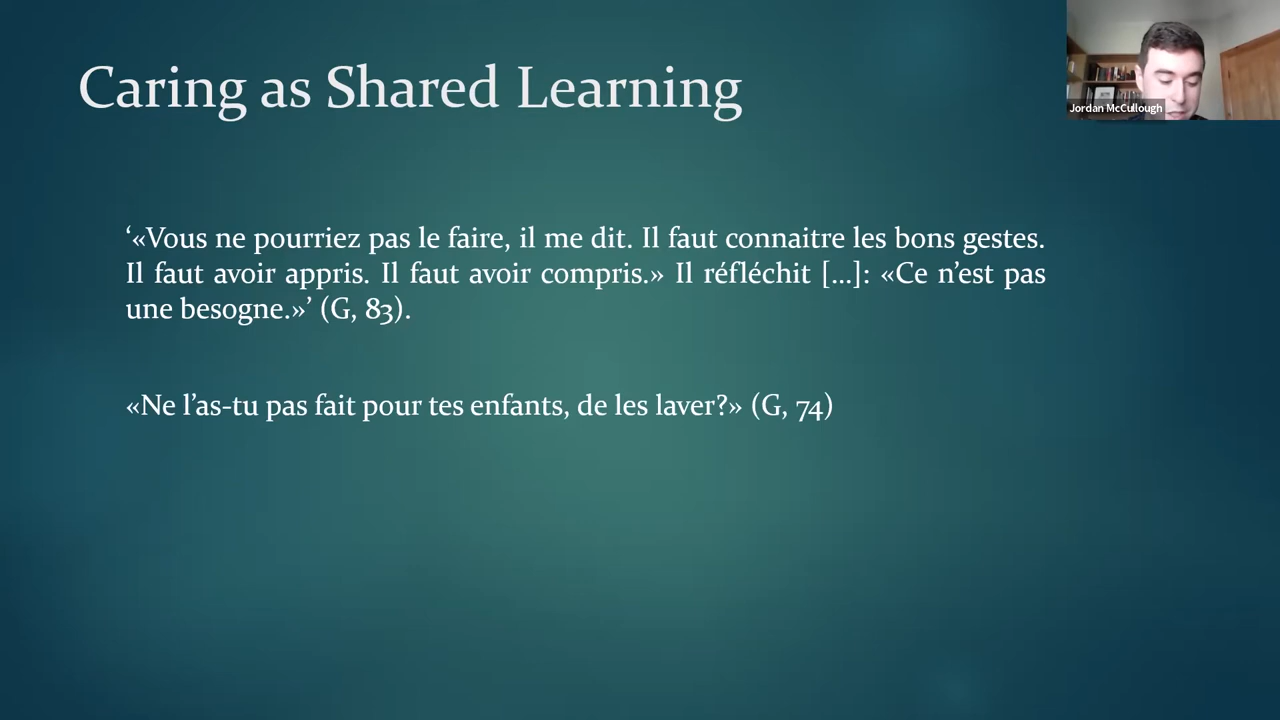 Caring as Shared Learning
Jordan McCullough
‘«Vous ne pourriez pas le faire, il me dit. Il faut connaitre les bons gestes.
Il faut avoir appris. Il faut avoir compris.» Il réfléchit [...]: «Ce n’est pas
une besogne.»’ (G, 83).
«Ne l’as-tu pas fait pour tes enfants, de les laver?» (G, 74)